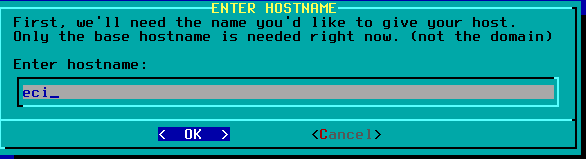 ENTER HOSTNAME
First, we'll need the name you'd like to give your host.
Only the base hostname is needed right now. (not the domain)
Enter hostname:
eci_
< OK > <Cancel>